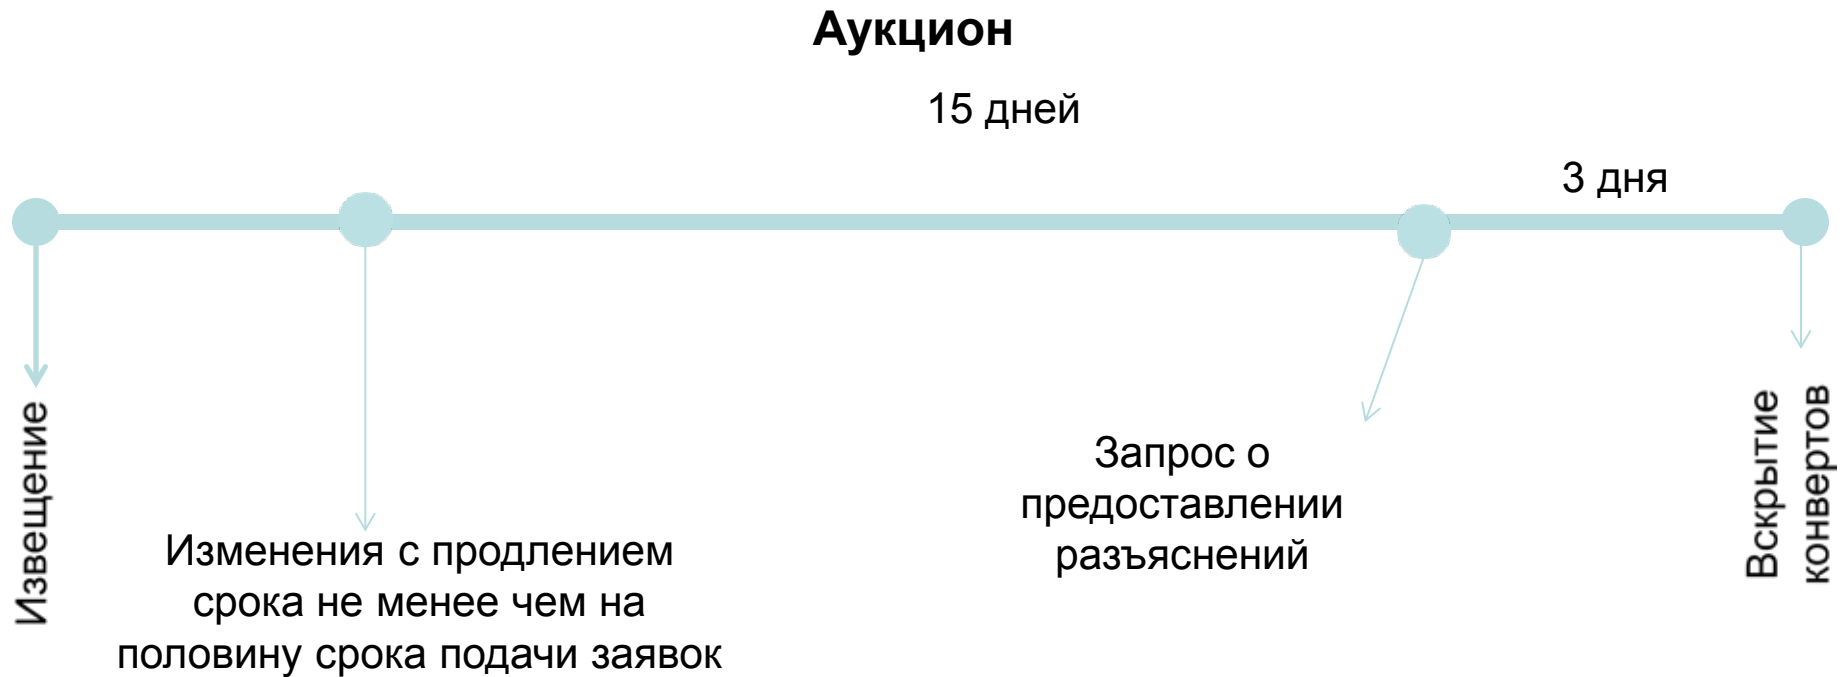 Аукцион
15 дней
3 дня
Извещение
Изменения с продлением
срока не менее чем на
половину срока подачи заявок
Запрос о
предоставлении
разъяснений
Вскрытие
конвертов